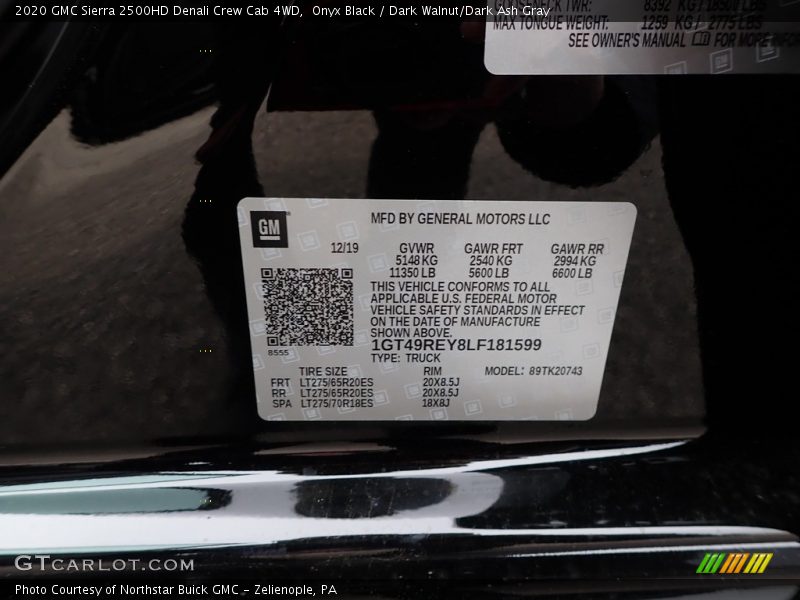 2020 GMC Sierra 2500HD Denali Crew Cab 4WD, Onyx Black / Dark Walnut/Dark Ash Gray
TWR: 8392 KG / 18500 LBS
MAX TONGUE WEIGHT: 1259 KG / 2775 LBS
SEE OWNER'S MANUAL FOR MORE
GM
MFD BY GENERAL MOTORS LLC
12/19 GVWR GAWR FRT GAWR RR
5148 KG 2540 KG 2994 KG
11350 LB 5600 LB 6600 LB
THIS VEHICLE CONFORMS TO ALL
APPLICABLE U.S. FEDERAL MOTOR
VEHICLE SAFETY STANDARDS IN EFFECT
ON THE DATE OF MANUFACTURE
SHOWN ABOVE.
8555
1GT49REY8LF181599
TYPE: TRUCK
TIRE SIZE RIM MODEL: 89TK20743
FRT LT275/65R20ES 20X8.5J
RR LT275/65R20ES 20X8.5J
SPA LT275/70R18ES 18X8J
GTCARLOT.COM
Photo Courtesy of Northstar Buick GMC - Zelienople, PA